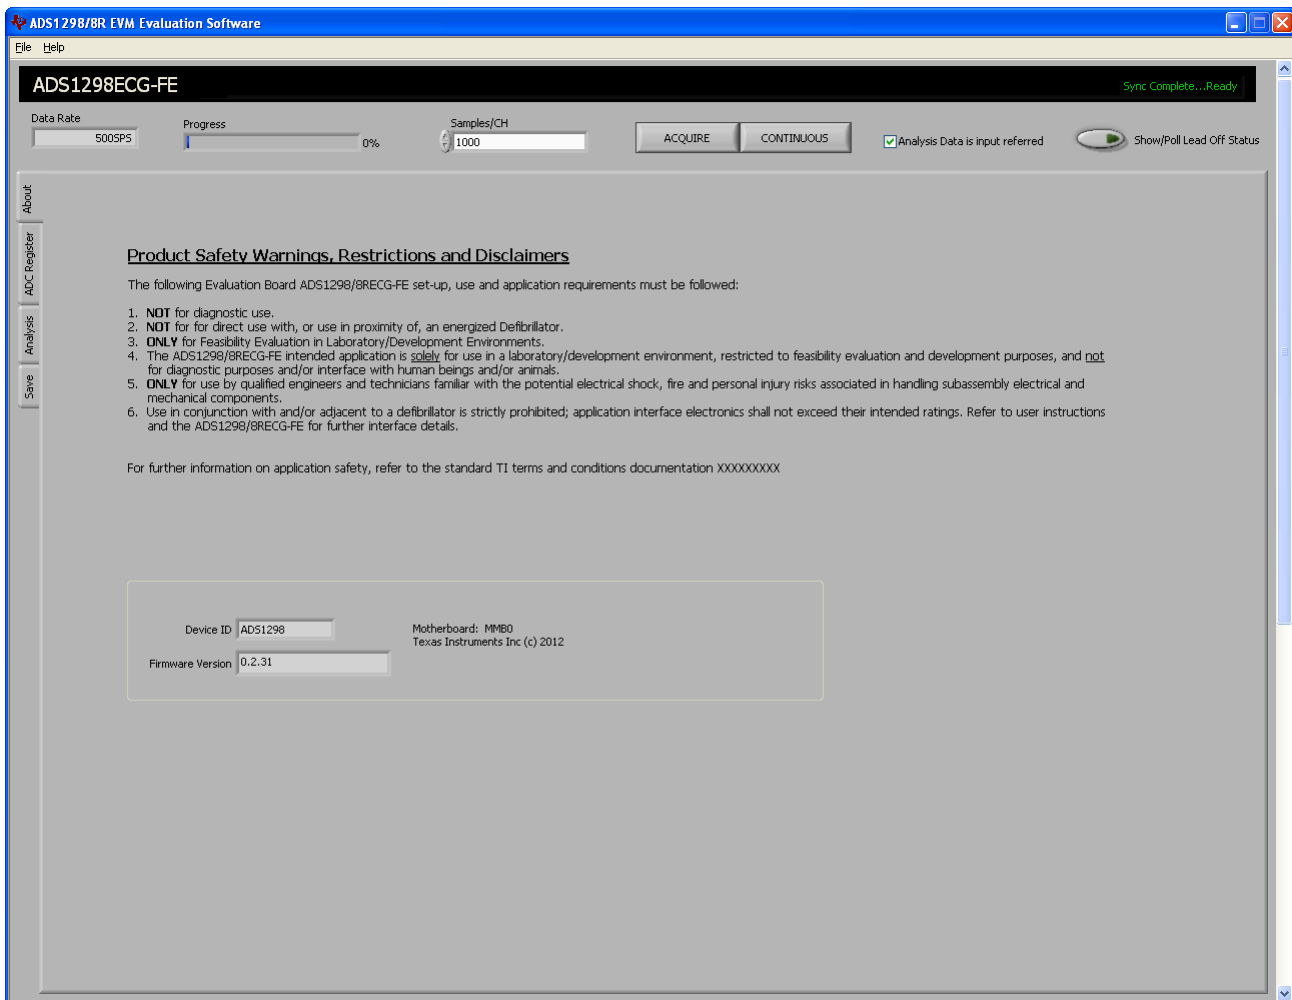 ADS1298/8R EVM Evaluation Software
File Help
ADS1298ECG-FE
Sync Complete...Ready
Data Rate
500SPS
Progress
0%
Samples/CH
1000
ACQUIRE
CONTINUOUS
Analysis Data is input referred
Show/Poll Lead Off Status
About
ADC Register
Analysis
Save
Product Safety Warnings, Restrictions and Disclaimers
The following Evaluation Board ADS1298/8RECG-FE set-up, use and application requirements must be followed:
1. NOT for diagnostic use.
2. NOT for for direct use with, or use in proximity of, an energized Defibrillator.
3. ONLY for Feasibility Evaluation in Laboratory/Development Environments.
4. The ADS1298/8RECG-FE intended application is solely for use in a laboratory/development environment, restricted to feasibility evaluation and development purposes, and not
for diagnostic purposes and/or interface with human beings and/or animals.
5. ONLY for use by qualified engineers and technicians familiar with the potential electrical shock, fire and personal injury risks associated in handling subassembly electrical and
mechanical components.
6. Use in conjunction with and/or adjacent to a defibrillator is strictly prohibited; application interface electronics shall not exceed their intended ratings. Refer to user instructions
and the ADS1298/8RECG-FE for further interface details.
For further information on application safety, refer to the standard TI terms and conditions documentation XXXXXXXXX
Device ID ADS1298
Motherboard: MMB0
Texas Instruments Inc (c) 2012
Firmware Version 0.2.31